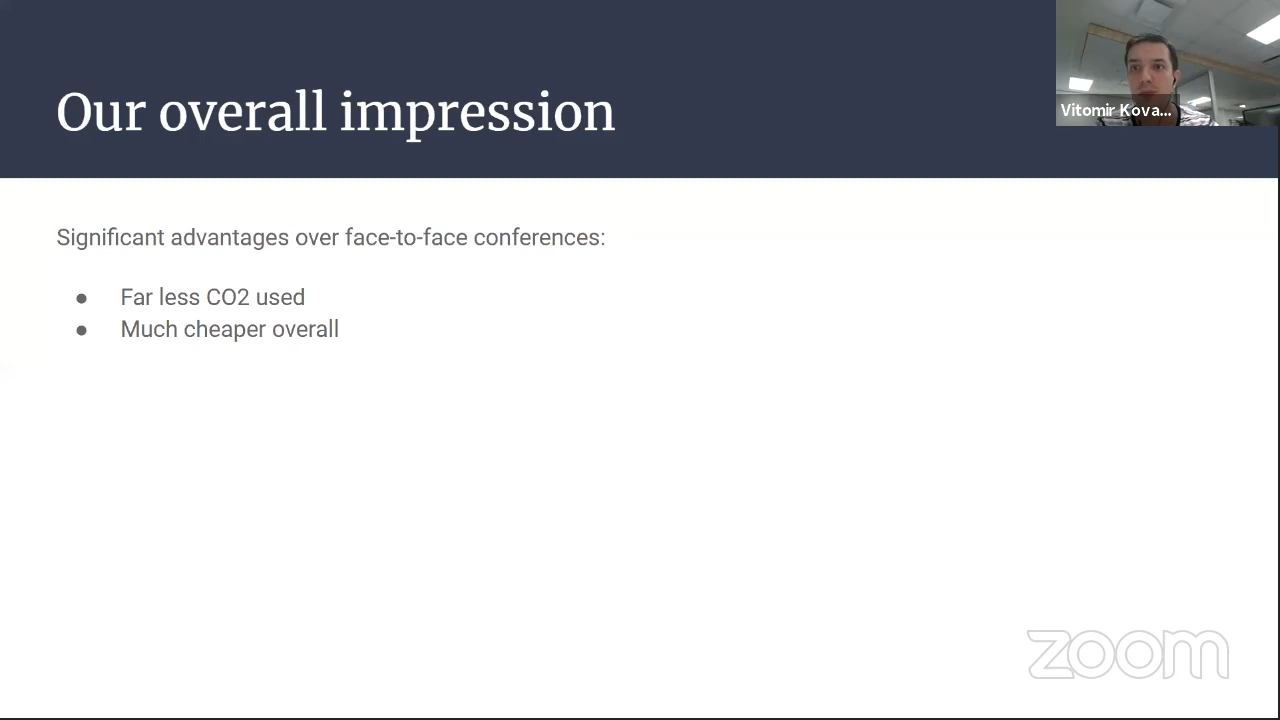 Our overall impression
Vitomir Kova...
Significant advantages over face-to-face conferences:
● Far less CO2 used
● Much cheaper overall
zoom